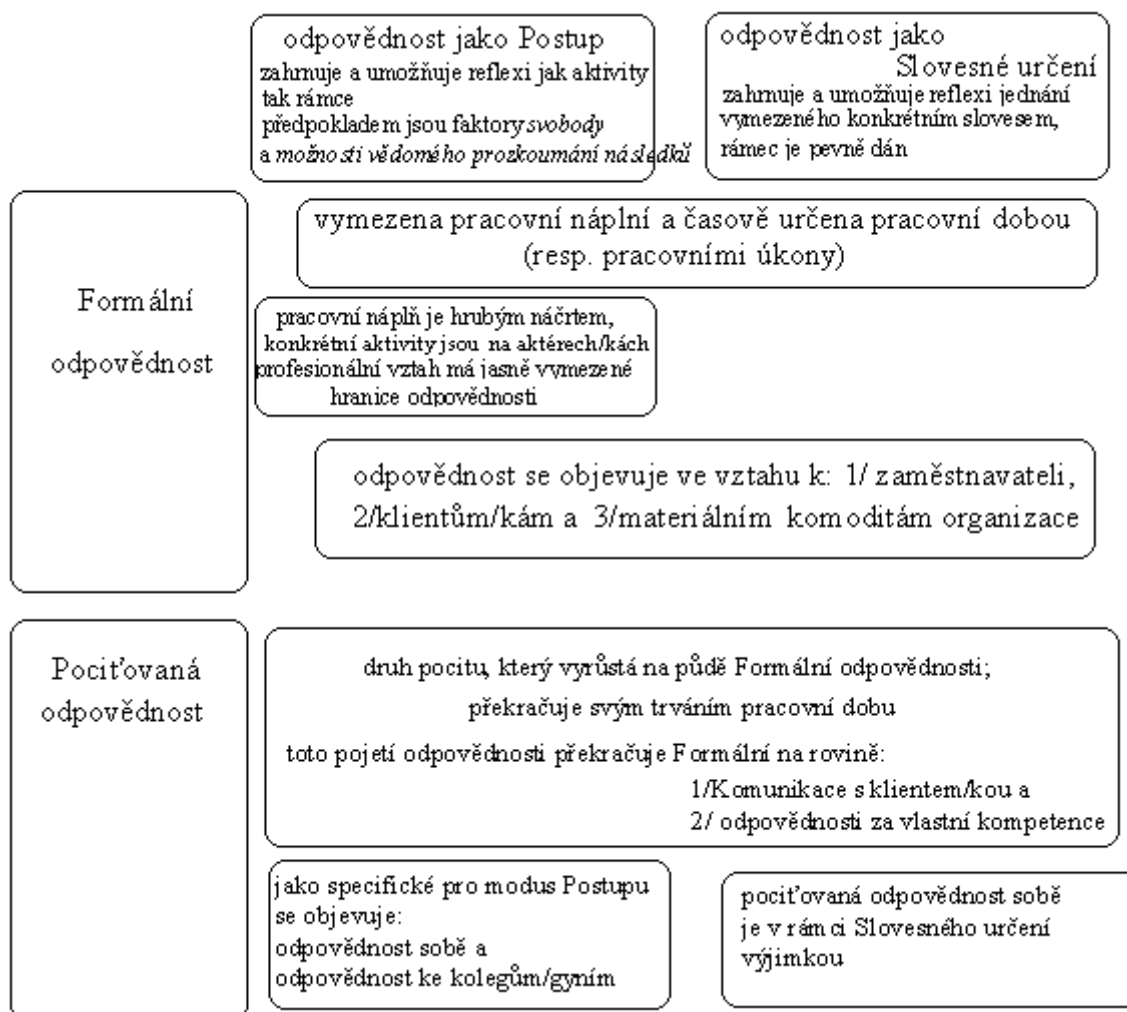 odpovědnost jako Postup
zahrnuje a umožňuje reflexi jak aktivity
tak rámce
předpokladem jsou faktory svobody
a možnosti vědomého prozkoumání následků
odpovědnost jako
Slovesné určení
zahrnuje a umožňuje reflexi jednání
vymezeného konkrétním slovesem,
rámec je pevně dán
Formální
odpovědnost
vymezena pracovní náplní a časově určena pracovní dobou
(resp. pracovními úkony)
pracovní náplň je hrubým náčrtem,
konkrétní aktivity jsou na aktérech/kách
profesionální vztah má jasně vymezené
hranice odpovědnosti
odpovědnost se objevuje ve vztahu k: 1/ zaměstnavateli,
2/klientům/kám a 3/materiálním komoditám organizace
Pociťovaná
odpovědnost
druh pocitu, který vyrůstá na půdě Formální odpovědnosti;
překračuje svým trváním pracovní dobu
toto pojetí odpovědnosti překračuje Formální na rovině:
1/Komunikace s klientem/kou a
2/ odpovědnosti za vlastní kompetence
jako specifické pro modus Postupu
se objevuje:
odpovědnost sobě a
odpovědnost ke kolegům/gyním
pociťovaná odpovědnost sobě
je v rámci Slovesného určení
výjimkou